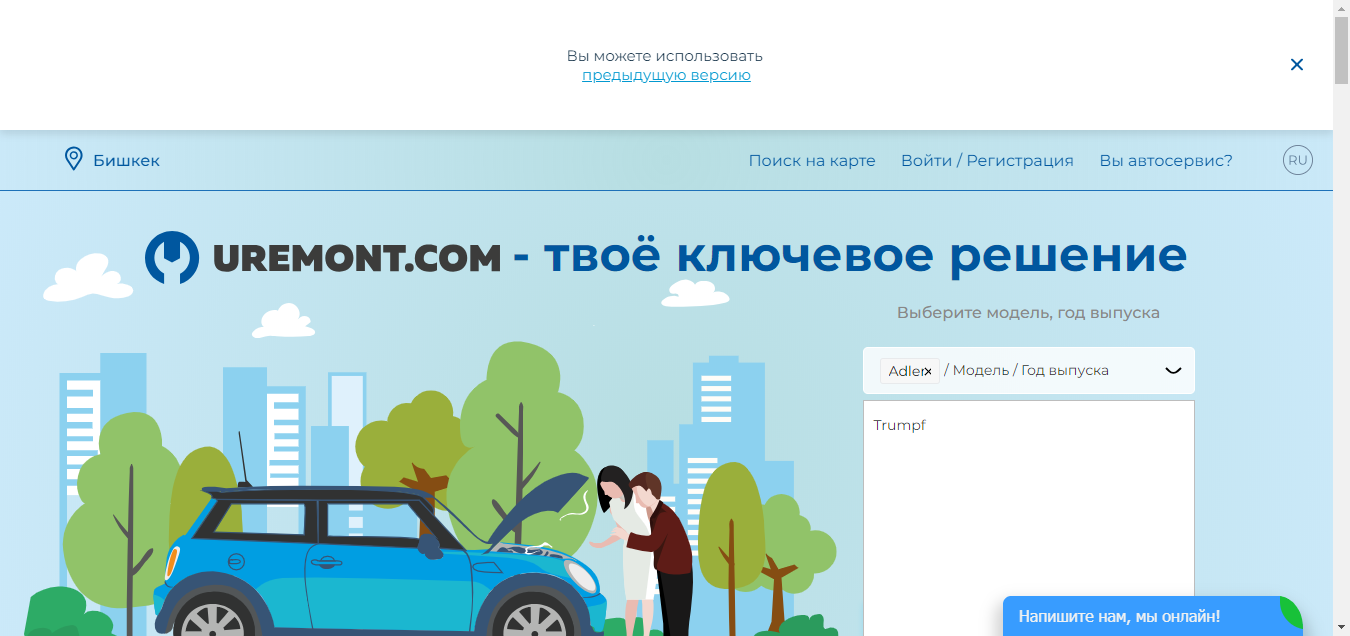 Вы можете использовать
предыдущую версию
Бишкек
Поиск на карте
Войти / Регистрация
Вы автосервис?
RU
UREMONT.COM - твоё ключевое решение
Выберите модель, год выпуска
Adler / Модель / Год выпуска
Trumpf
Напишите нам, мы онлайн!